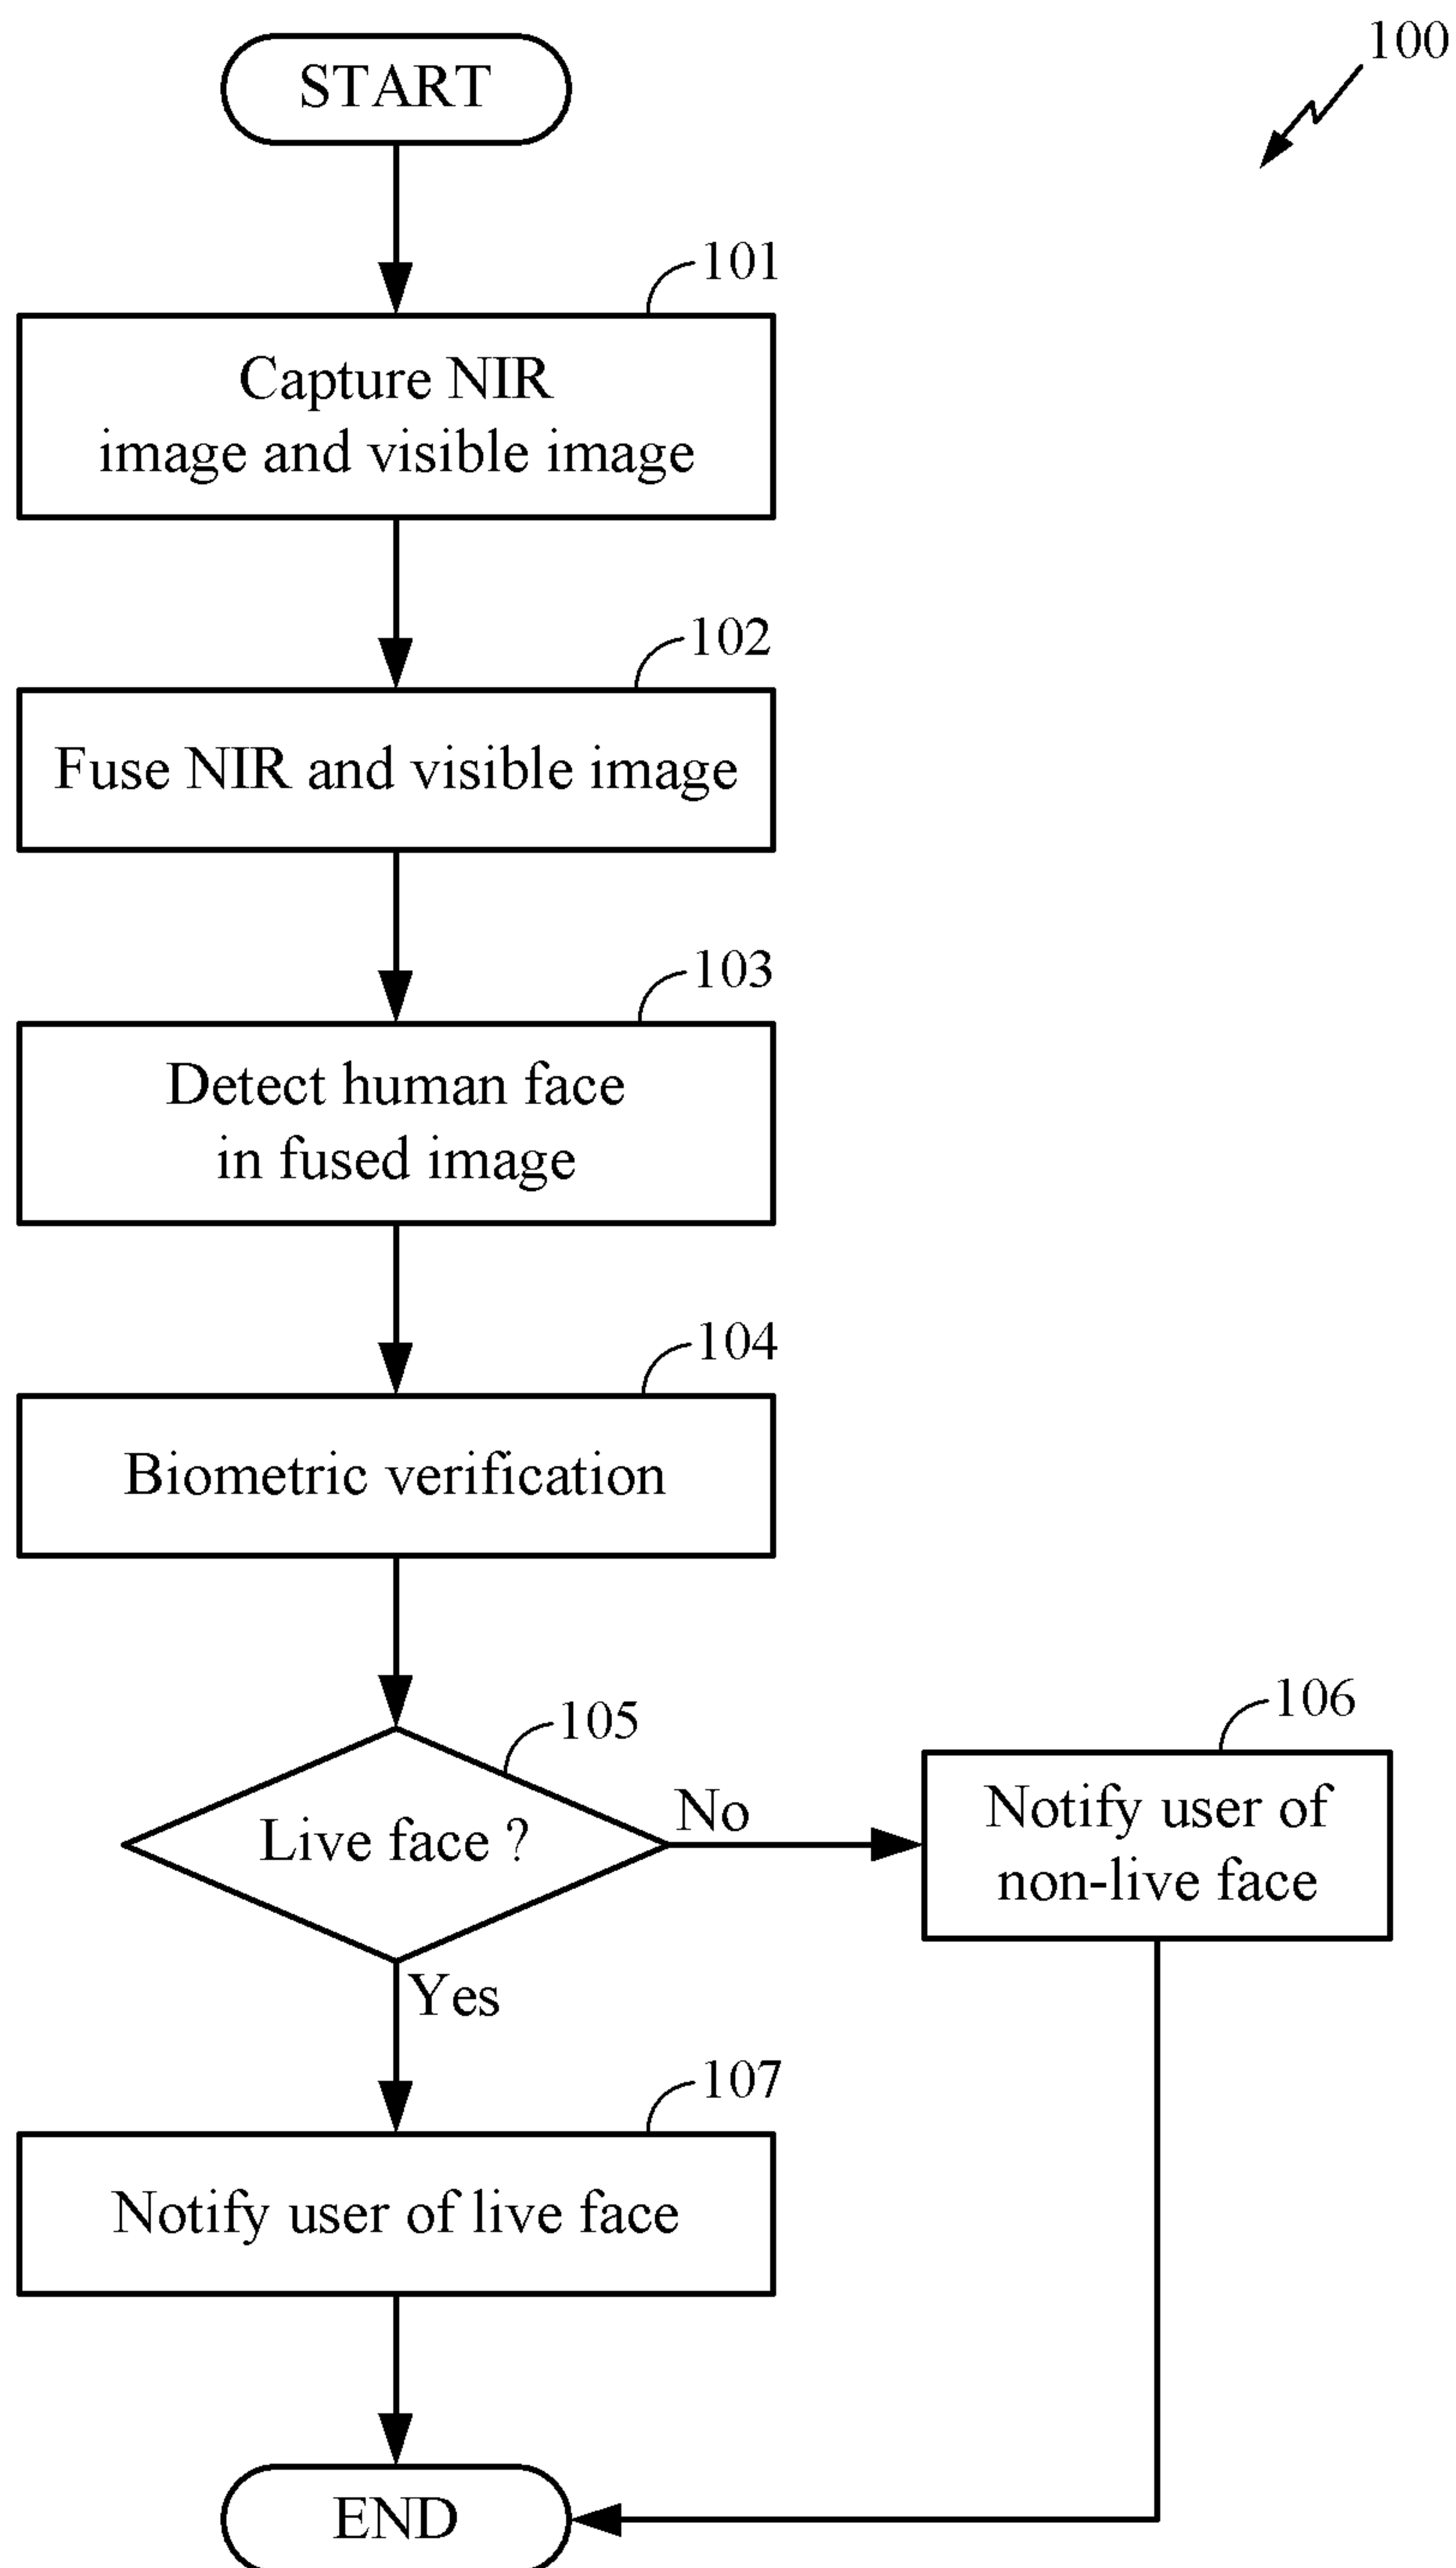 100
START
101
Capture NIR
image and visible image
102
Fuse NIR and visible image
103
Detect human face
in fused image
104
Biometric verification
105
Live face ?
No
106
Notify user of
non-live face
Yes
107
Notify user of live face
END